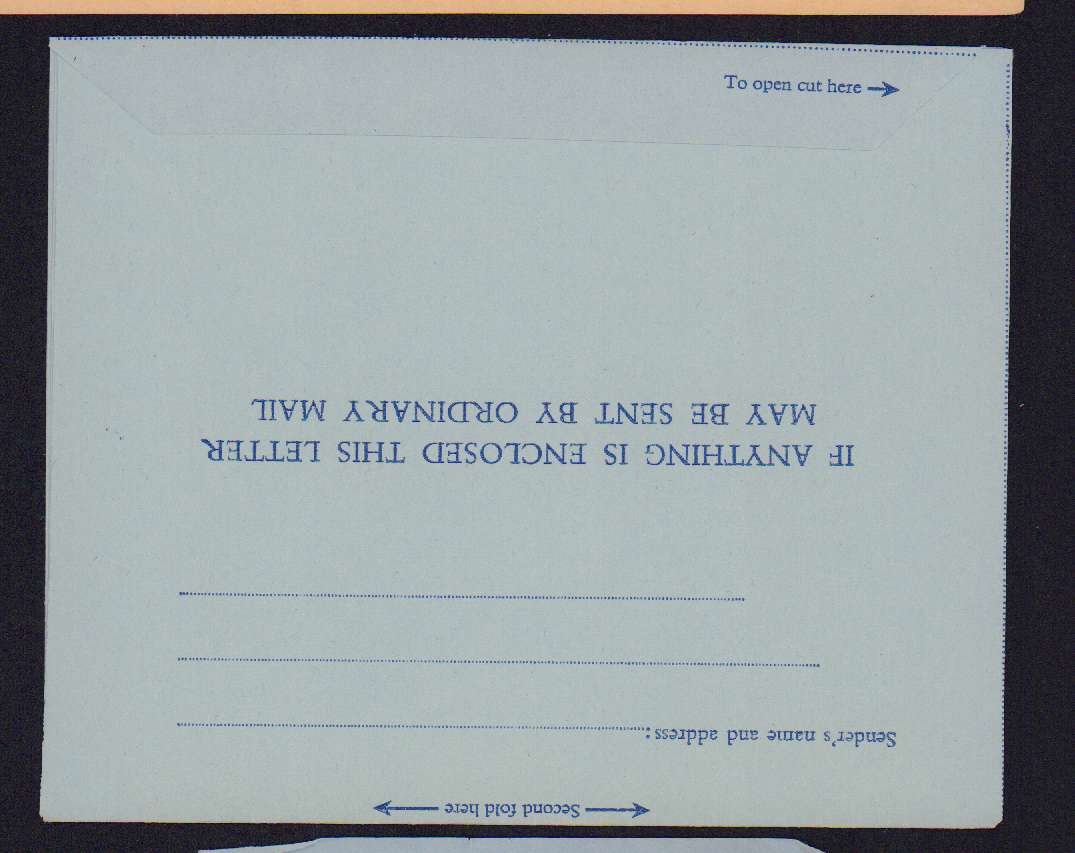 To open cut here
Second fold here
Sender's name and address:
IF ANYTHING IS ENCLOSED THIS LETTER
MAY BE SENT BY ORDINARY MAIL